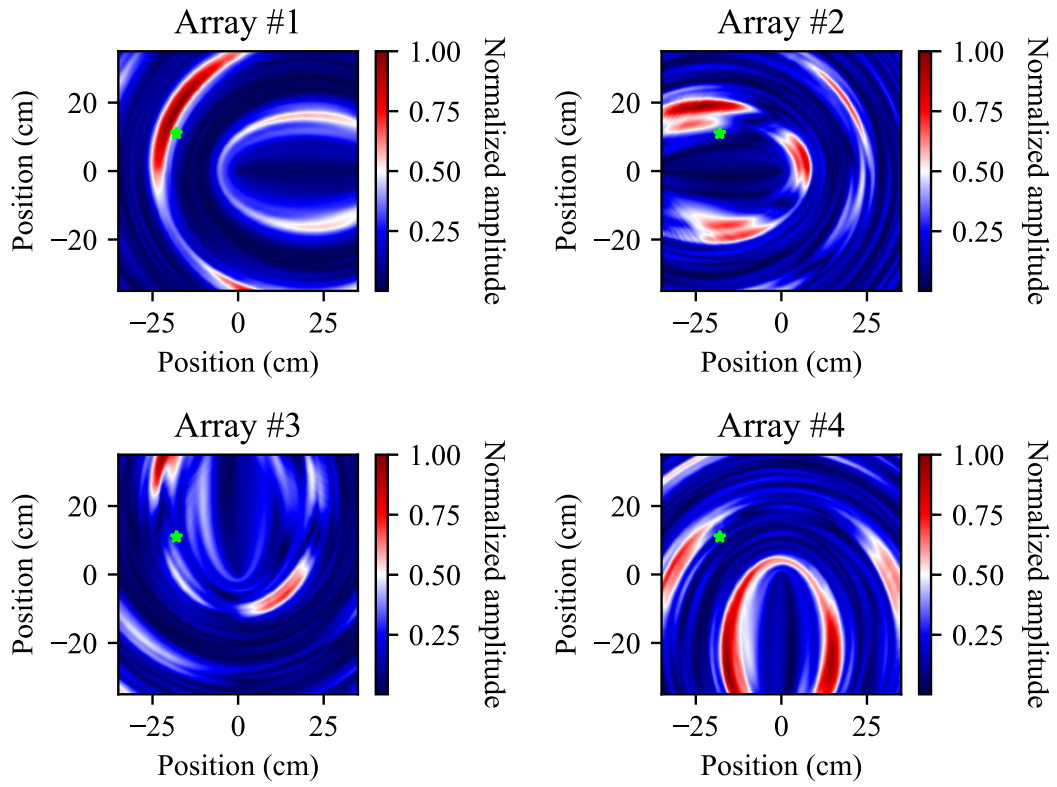 Array #1
Position (cm)
20
0
−20
−25
0
25
Position (cm)
1.00
0.75
0.50
0.25
Normalized amplitude
Array #2
Position (cm)
20
0
−20
−25
0
25
Position (cm)
1.00
0.75
0.50
0.25
Normalized amplitude
Array #3
Position (cm)
20
0
−20
−25
0
25
Position (cm)
1.00
0.75
0.50
0.25
Normalized amplitude
Array #4
Position (cm)
20
0
−20
−25
0
25
Position (cm)
1.00
0.75
0.50
0.25
Normalized amplitude